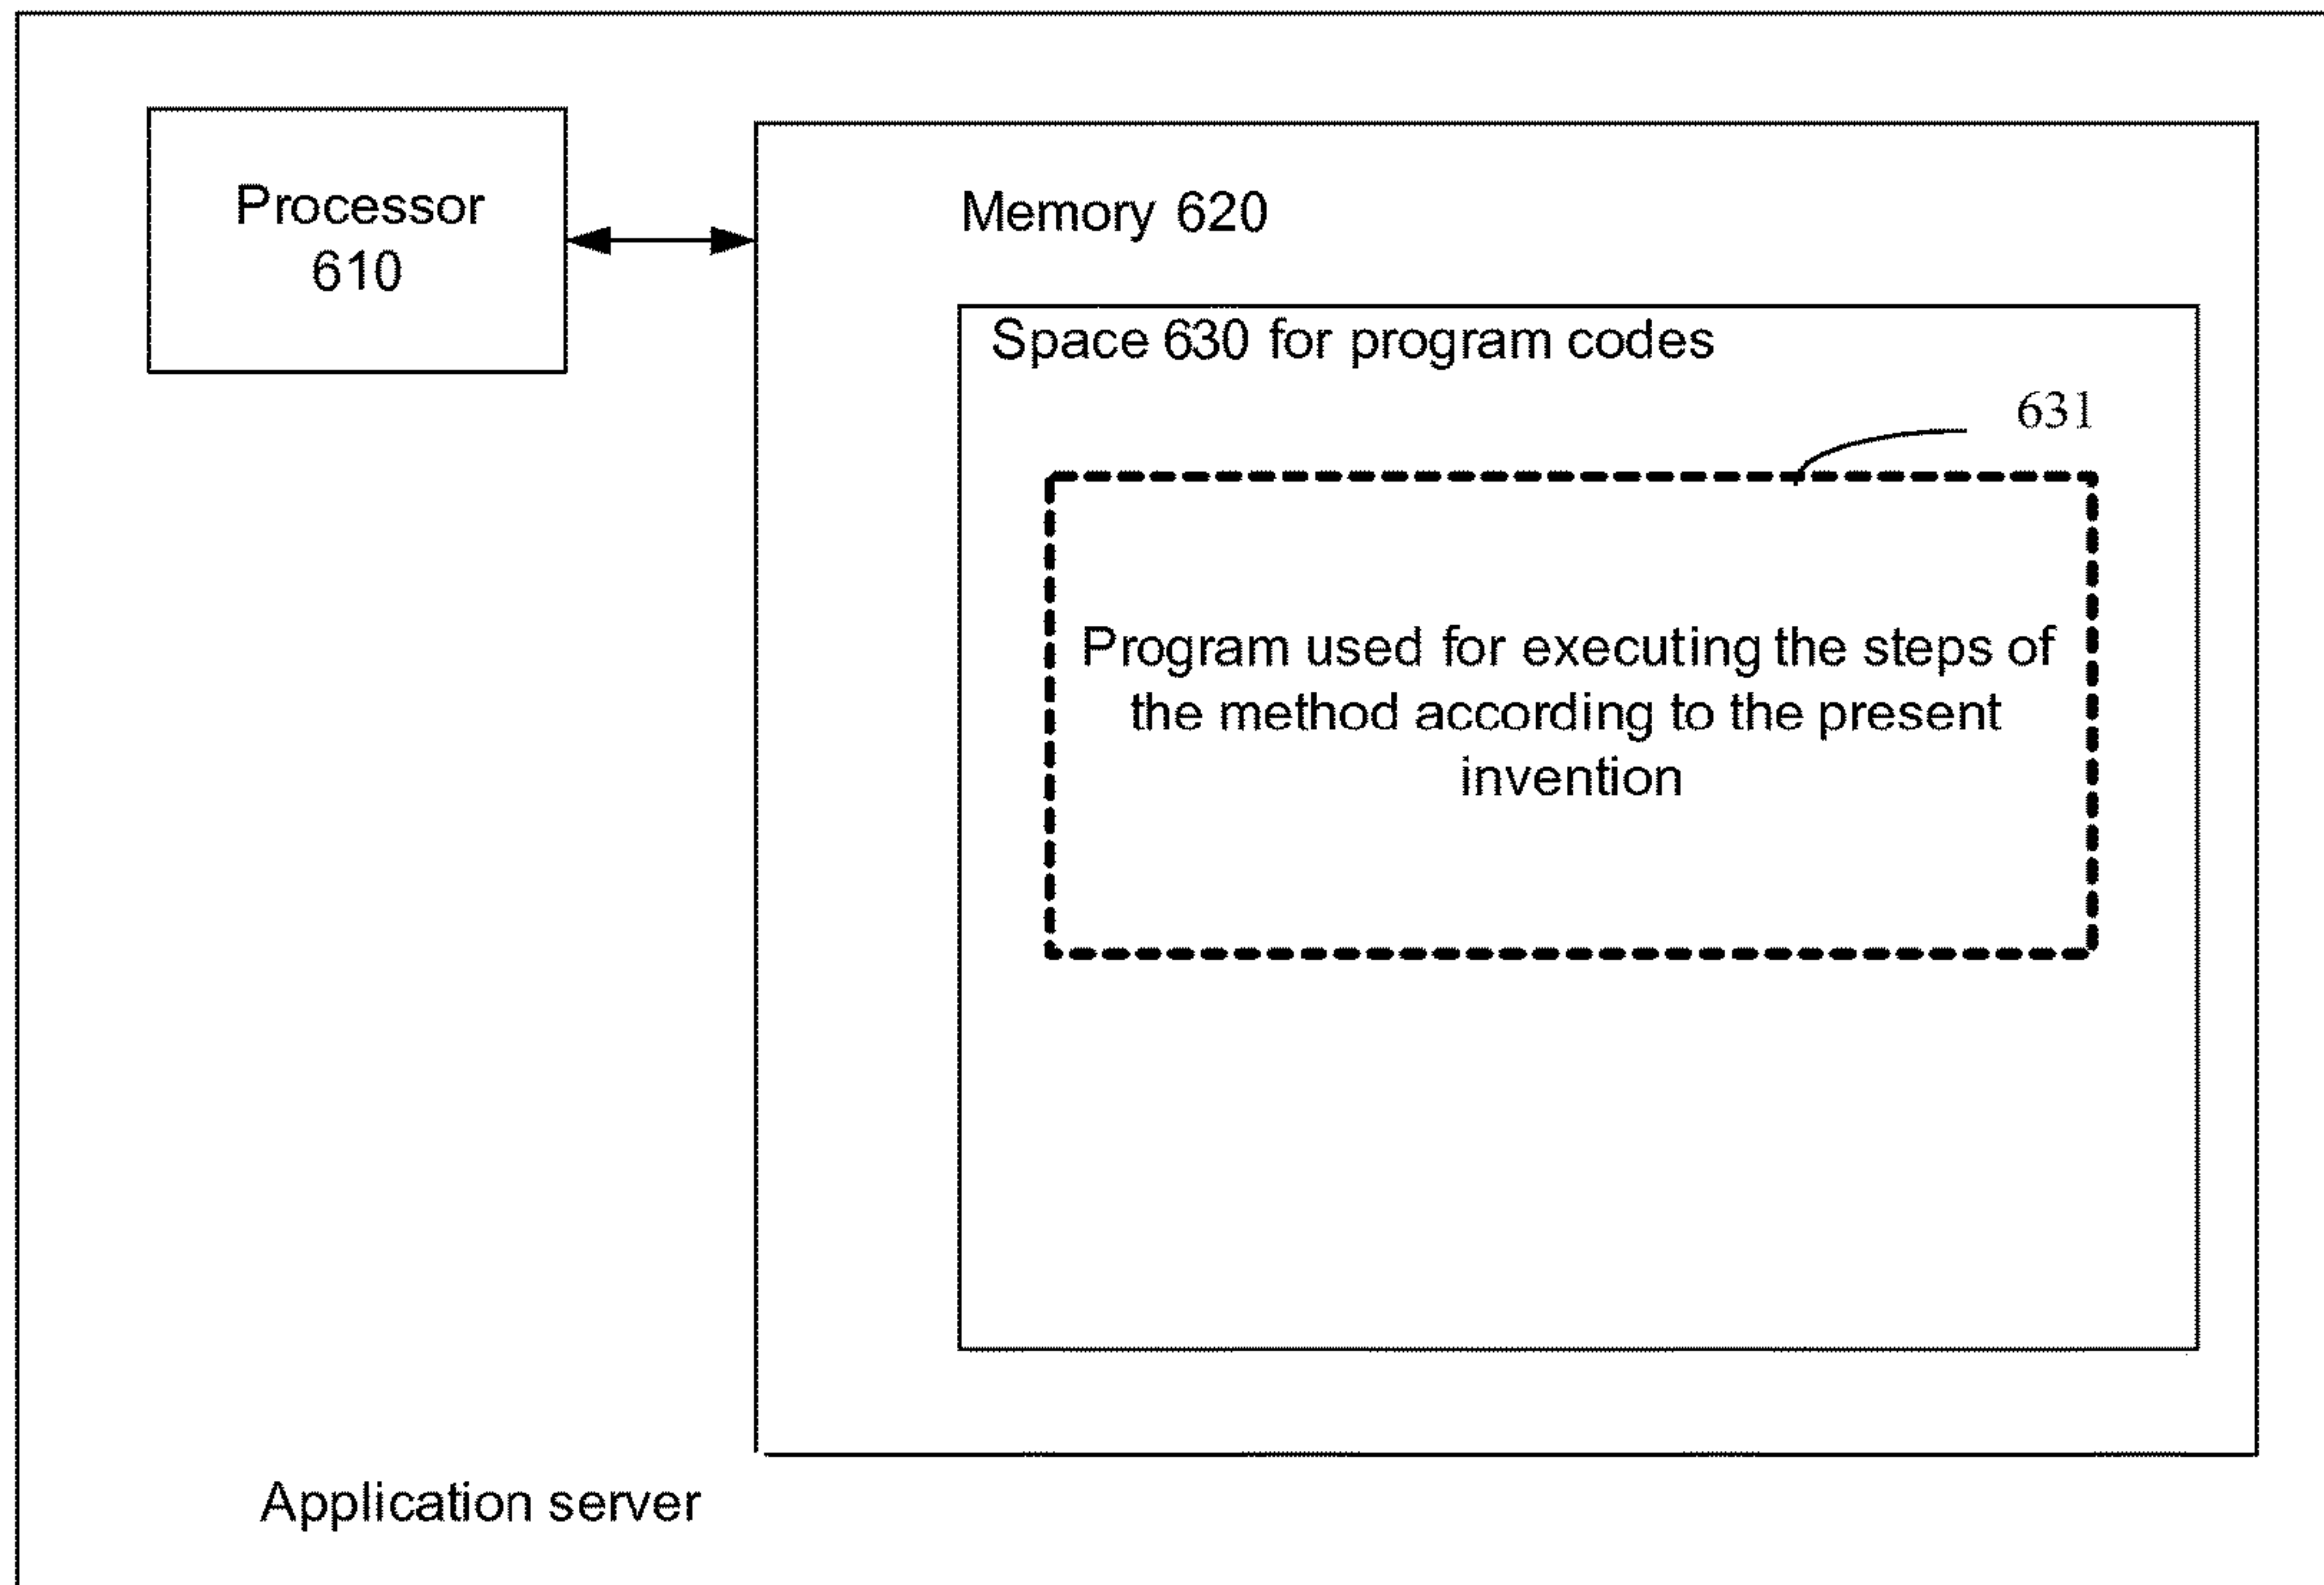 Processor
610
Memory 620
Space 630 for program codes
631
Program used for executing the steps of
the method according to the present
invention
Application server